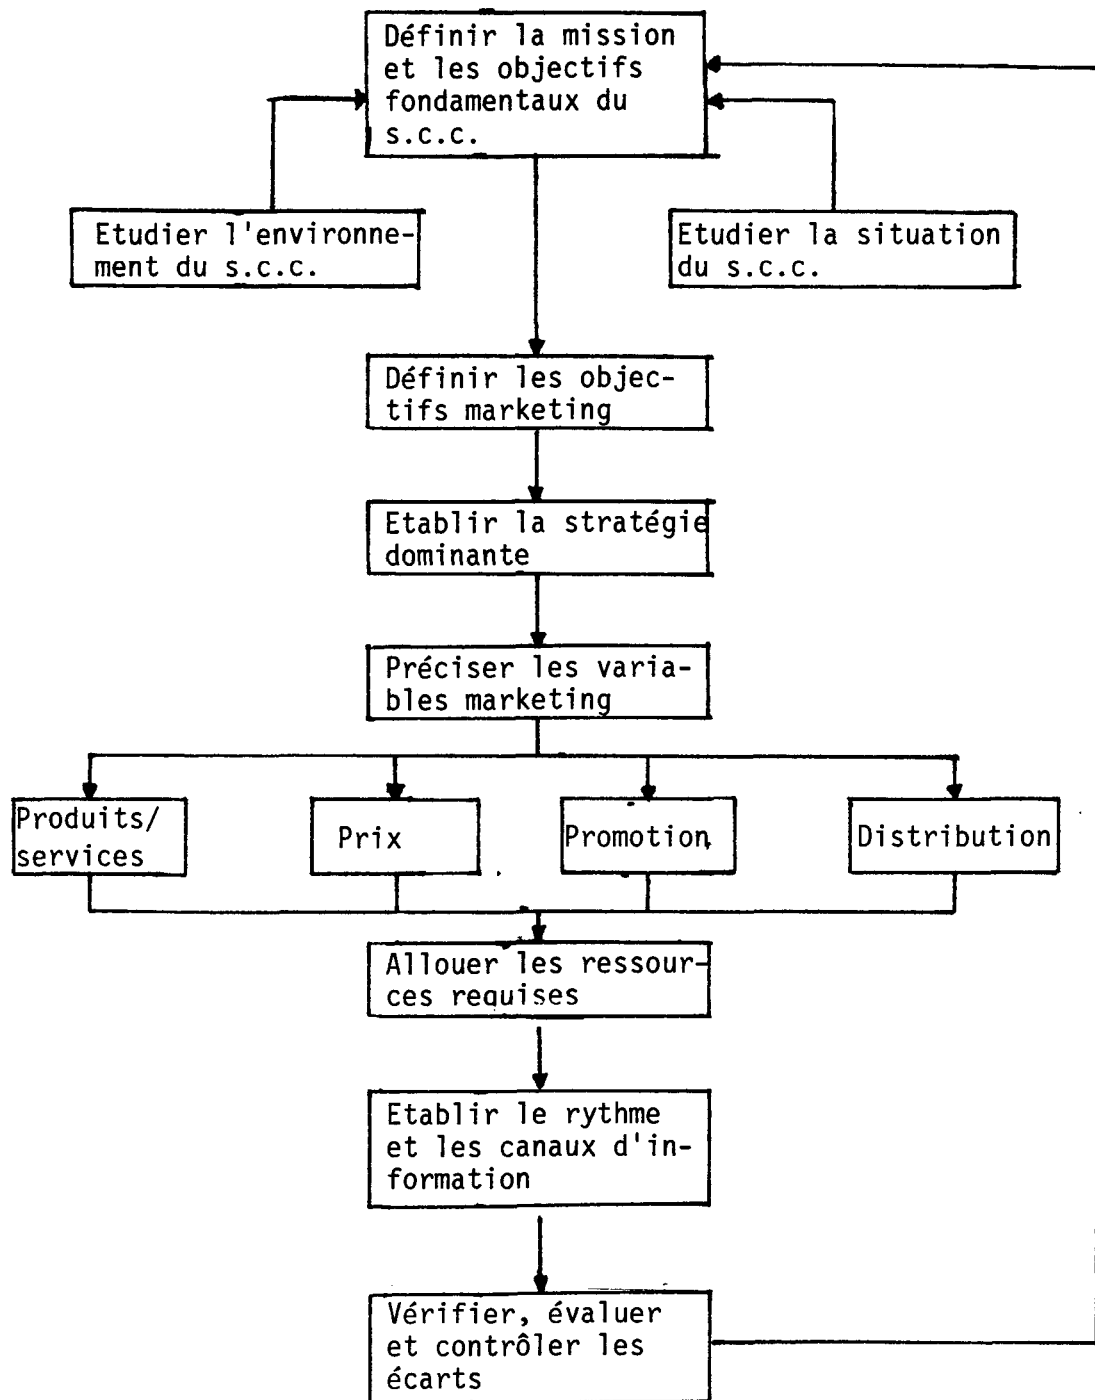 Définir la mission
et les objectifs
fondamentaux du
s.c.c.
Etudier l'environne-
ment du s.c.c.
Etudier la situation
du s.c.c.
Définir les objec-
tifs marketing
Etablir la stratégie
dominante
Préciser les varia-
bles marketing
Produits/
services
Prix
Promotion
Distribution
Allouer les ressour-
ces requises
Etablir le rythme
et les canaux d'in-
formation
Vérifier, évaluer
et contrôler les
écarts